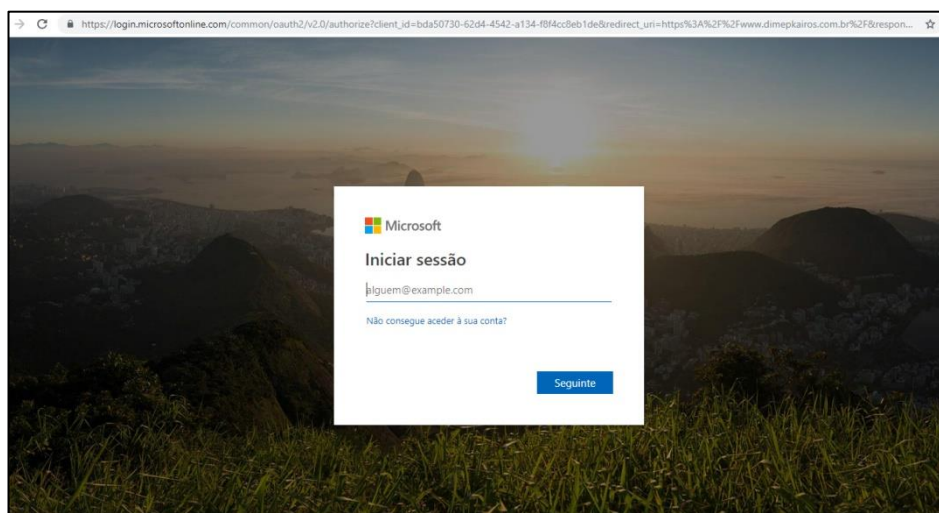 https://login.microsoftonline.com/common/oauth2/v2.0/authorize?client_id=bda50730-62d4-4542-a134-f8f4cc8eb1de&redirect_uri=https%3A%2F%2Fwww.dimepkairos.com.br%2F&respon...
Microsoft
Iniciar sessão
alguem@example.com
Não consegue aceder à sua conta?
Seguinte